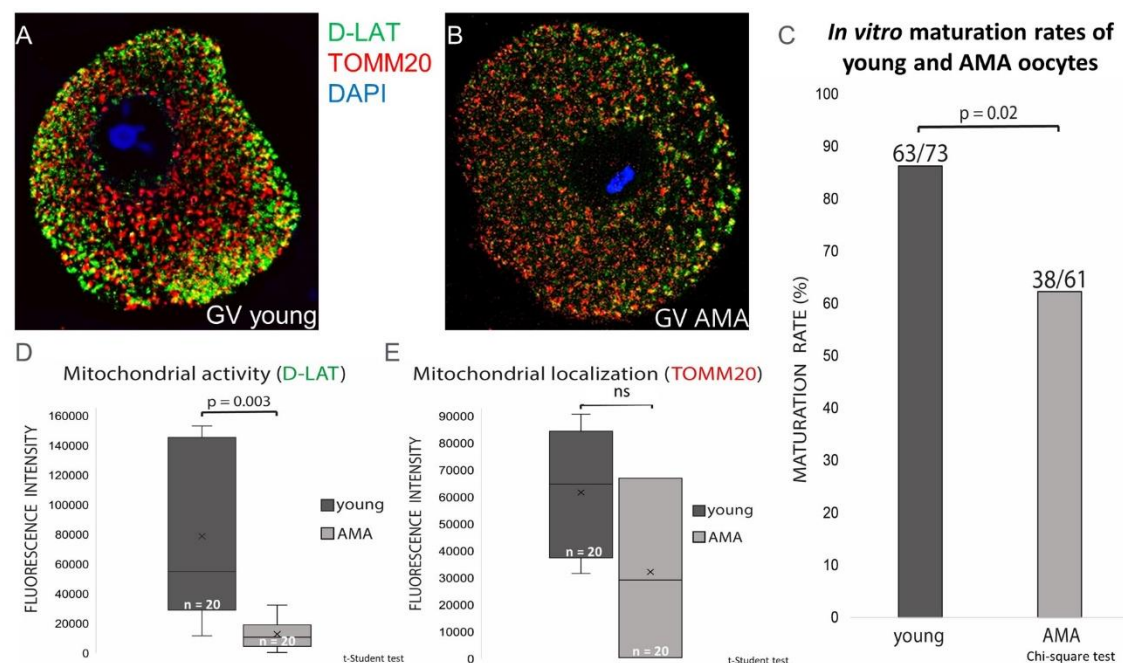 A
D-LAT
TOMM20
DAPI
GV young
B
GV AMA
C
In vitro maturation rates of
young and AMA oocytes
100
90
80
70
60
50
40
30
20
10
0
MATURATION RATE (%)
p = 0.02
63/73
38/61
young
AMA
Chi-square test
D
Mitochondrial activity (D-LAT)
p = 0.003
160000
140000
120000
100000
80000
60000
40000
20000
0
FLUORESCENCE INTENSITY
n = 20
n = 20
young
AMA
t-Student test
E
Mitochondrial localization (TOMM20)
ns
90000
80000
70000
60000
50000
40000
30000
20000
10000
0
FLUORESCENCE INTENSITY
n = 20
n = 20
young
AMA
t-Student test